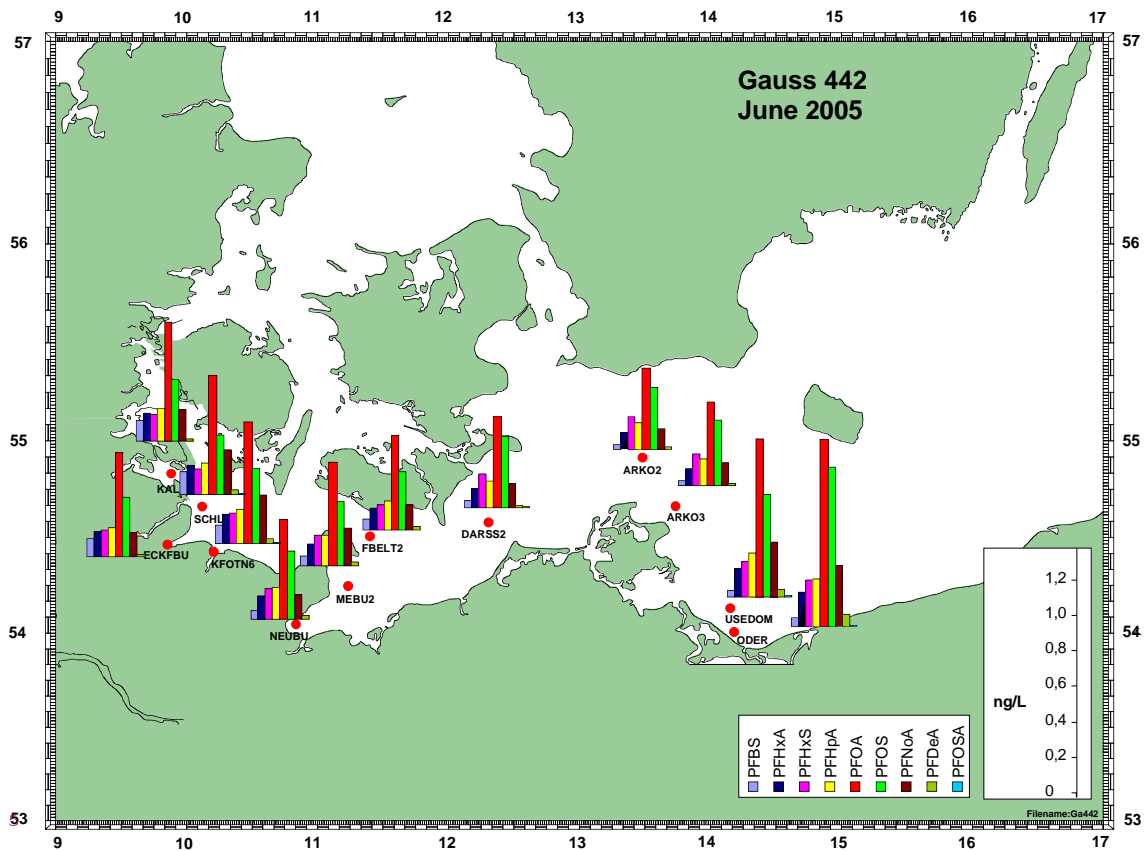 9 10 11 12 13 14 15 16 17
57 57
Gauss 442
June 2005
56 56
55 55
ARKO2
KAL
SCHL
ARKO3
DARSS2
ECKFBU
KFOTN6
FBELT2
MEBU2
USEDOM
NEUBU
ODER
54 54
1,2
1,0
0,8
0,6
ng/L
0,4
0,2
0
PFBS
PFHxA
PFHxS
PFHpA
PFOA
PFOS
PFNoA
PFDeA
PFOSA
Filename:Ga442
53 53
9 10 11 12 13 14 15 16 17